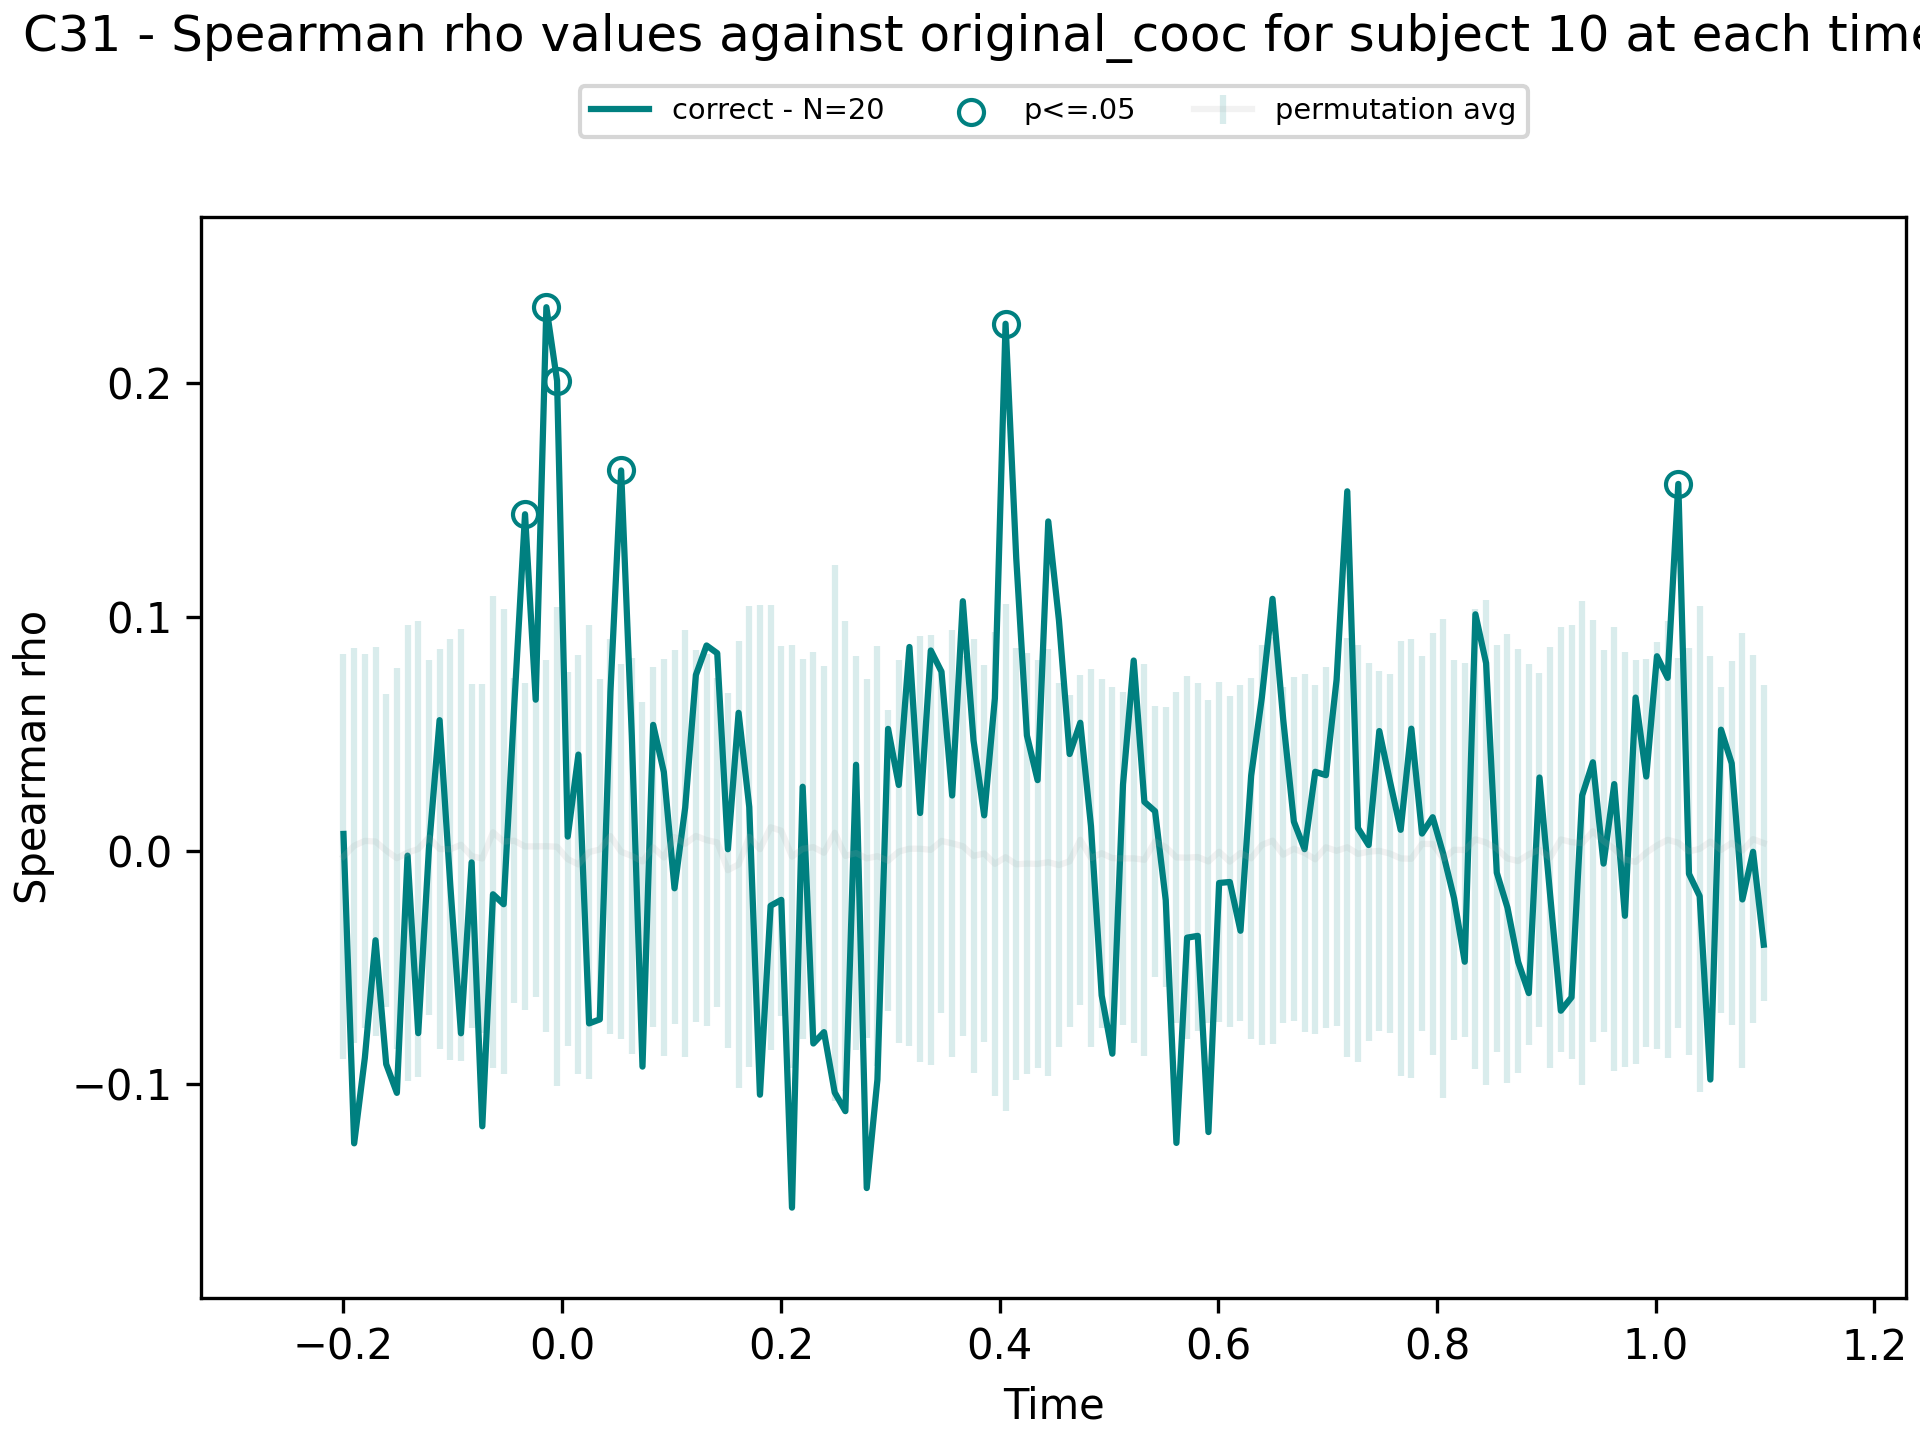 C31 - Spearman rho values against original_cooc for subject 10 at each time
correct - N=20 p<=.05 permutation avg
Spearman rho
0.2
0.1
0.0
−0.1
−0.2 0.0 0.2 0.4 0.6 0.8 1.0 1.2
Time